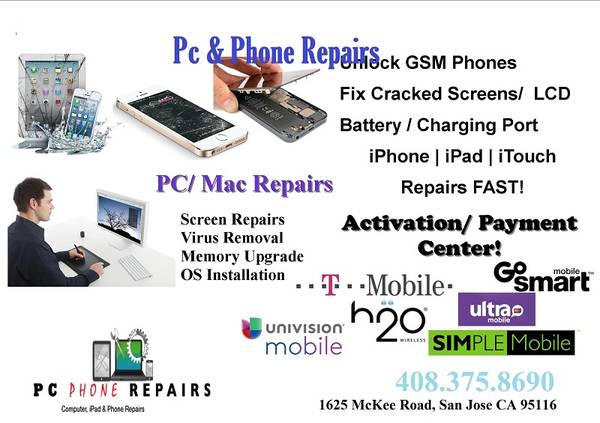 Pc & Phone Repairs
Unlock GSM Phones
Fix Cracked Screens/ LCD
Battery / Charging Port
iPhone | iPad | iTouch
Repairs FAST!
PC/ Mac Repairs
Screen Repairs
Virus Removal
Memory Upgrade
OS Installation
Activation/ Payment
Center!
T Mobile
GoSmart mobile
univision
mobile
h2o
WIRELESS
ultra
mobile
SIMPLE Mobile
PC PHONE REPAIRS
Computer, iPad & Phone Repairs
408.375.8690
1625 McKee Road, San Jose CA 95116